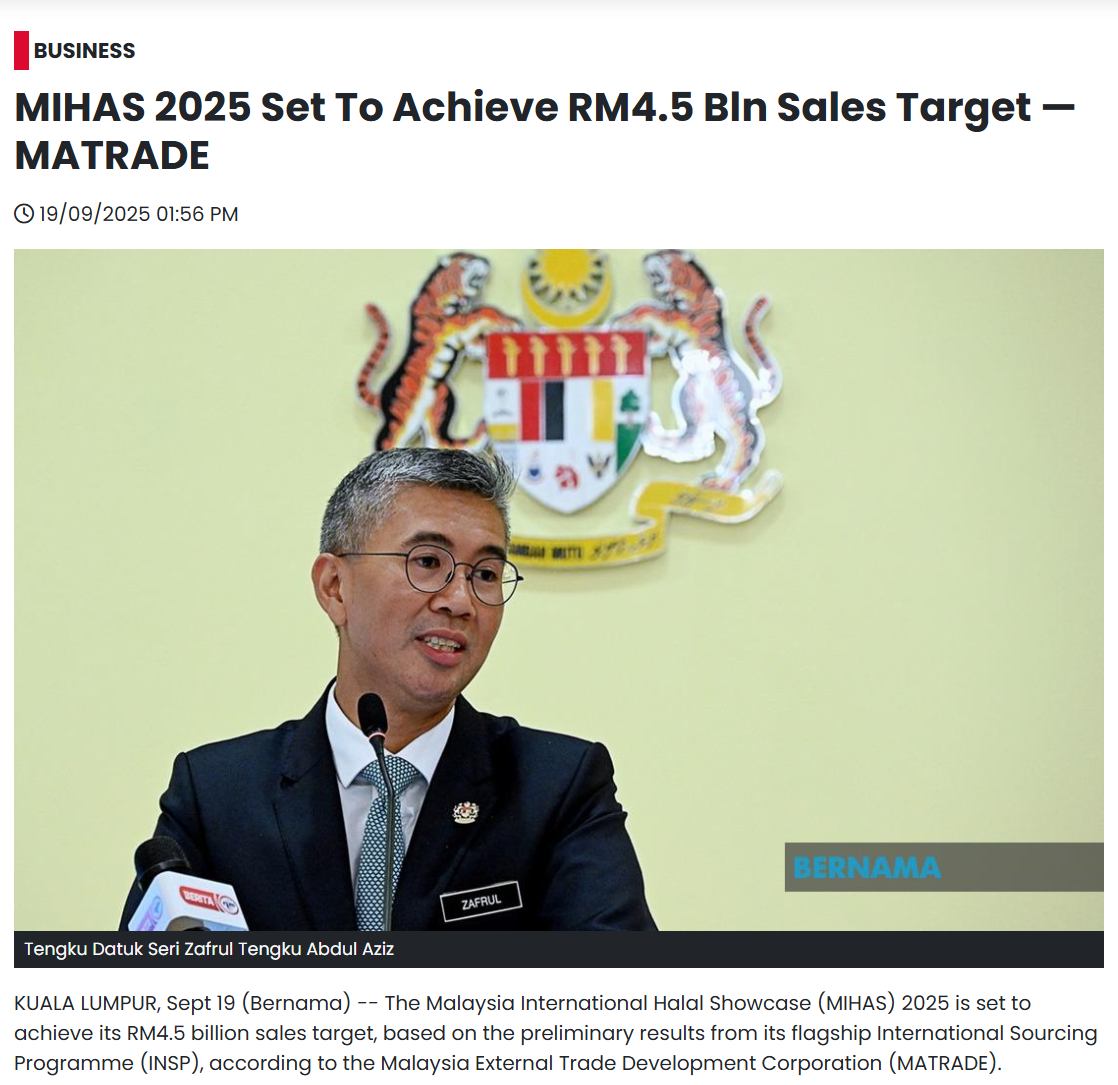 BUSINESS
MIHAS 2025 Set To Achieve RM4.5 Bln Sales Target —
MATRADE
19/09/2025 01:56 PM
BERITA
ZAFRUL
BERNAMA
Tengku Datuk Seri Zafrul Tengku Abdul Aziz
KUALA LUMPUR, Sept 19 (Bernama) -- The Malaysia International Halal Showcase (MIHAS) 2025 is set to
achieve its RM4.5 billion sales target, based on the preliminary results from its flagship International Sourcing
Programme (INSP), according to the Malaysia External Trade Development Corporation (MATRADE).